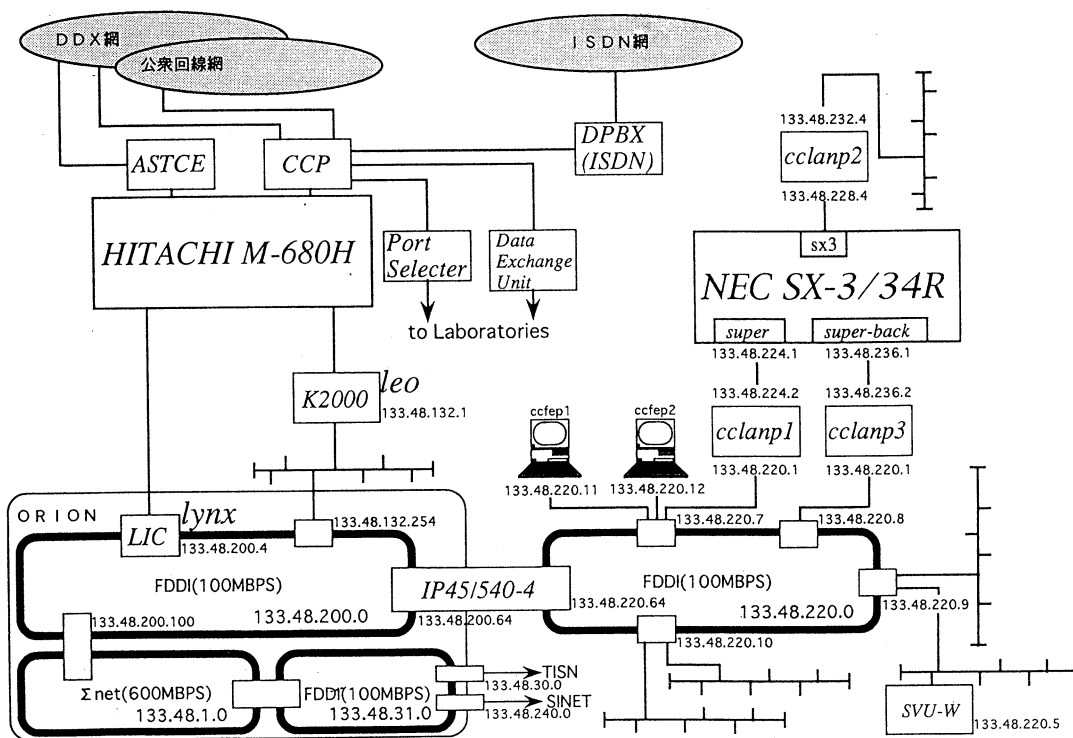 DDX網
公衆回線網
ISDN網
ASTCE
CCP
DPBX
(ISDN)
133.48.232.4
cclanp2
133.48.228.4
HITACHI M-680H
Port
Selecter
Data
Exchange
Unit
to Laboratories
sx3
NEC SX-3/34R
super
super-back
133.48.224.1
133.48.236.1
133.48.224.2
133.48.236.2
K2000
leo
133.48.132.1
ccfep1
ccfep2
cclanp1
cclanp3
133.48.220.11
133.48.220.12
133.48.220.1
133.48.220.1
ORION
LIC
lynx
133.48.200.4
133.48.132.254
133.48.220.7
133.48.220.8
FDDI(100MBPS)
133.48.200.0
IP45/540-4
133.48.200.64
133.48.220.64
FDDI(100MBPS)
133.48.220.0
133.48.220.9
133.48.220.10
133.48.200.100
Σnet(600MBPS)
133.48.1.0
FDDI(100MBPS)
133.48.31.0
TISN
133.48.30.0
SINET
133.48.240.0
SVU-W
133.48.220.5